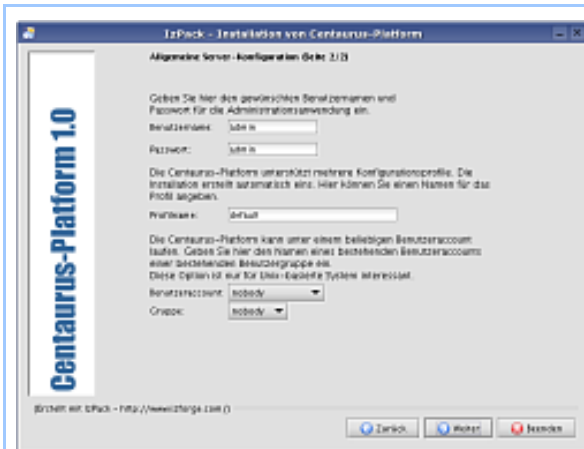 IzPack - Installation von Centaurus-Platform
Allgemeine Server-Konfiguration (Seite 2/2)
Geben Sie hier den gewünschten Benutzernamen und
Passwort für die Administrationsanwendung ein.
Benutzername:
Passwort:
Die Centaurus-Platform unterstützt mehrere Konfigurationsprofile. Die
Installation erstellt automatisch eins. Hier können Sie einen Namen für das
Profil angeben.
Profilname: default
Die Centaurus-Platform kann unter einem beliebigen Benutzeraccount
laufen. Geben Sie hier den Namen eines bestehenden Benutzeraccounts
einer bestehenden Benutzergruppe ein.
Diese Option ist nur für Unix-basierte System interessant.
Benutzeraccount: nobody
Gruppe: nobody
Centaurus-Platform 1.0
(Erstellt mit IzPack - http://www.izforge.com/)
Zurück Weiter Beenden